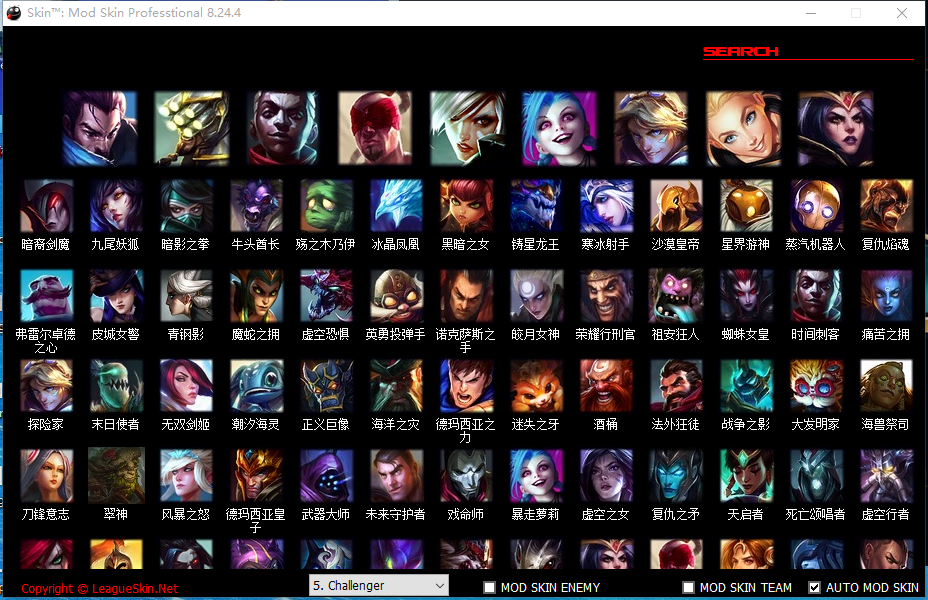 Skin™: Mod Skin Professtional 8.24.4
SEARCH
暗裔剑魔 九尾妖狐 暗影之拳 牛头酋长 殇之木乃伊 冰晶凤凰 黑暗之女 铸星龙王 寒冰射手 沙漠皇帝 星界游神 蒸汽机器人 复仇焰魂
弗雷尔卓德之心 皮城女警 青钢影 魔蛇之拥 虚空恐惧 英勇投弹手 诺克萨斯之手 皎月女神 荣耀行刑官 祖安狂人 蜘蛛女皇 时间刺客 痛苦之拥
探险家 末日使者 无双剑姬 潮汐海灵 正义巨像 海洋之灾 德玛西亚之力 迷失之牙 酒桶 法外狂徒 战争之影 大发明家 海兽祭司
刀锋意志 翠神 风暴之怒 德玛西亚皇子 武器大师 未来守护者 戏命师 暴走萝莉 虚空之女 复仇之矛 天启者 死亡颂唱者 虚空行者
Copyright © LeagueSkin.Net
5. Challenger
MOD SKIN ENEMY
MOD SKIN TEAM
AUTO MOD SKIN